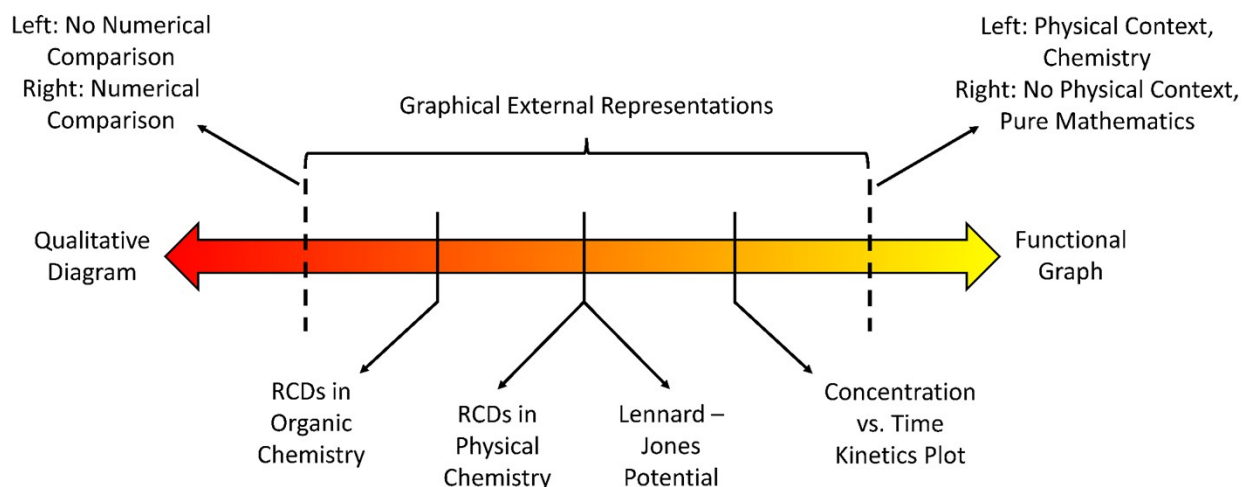 Left: No Numerical
Comparison
Right: Numerical
Comparison
Graphical External Representations
Left: Physical Context,
Chemistry
Right: No Physical Context,
Pure Mathematics
Qualitative
Diagram
Functional
Graph
RCDs in
Organic
Chemistry
RCDs in
Physical
Chemistry
Lennard –
Jones
Potential
Concentration
vs. Time
Kinetics Plot